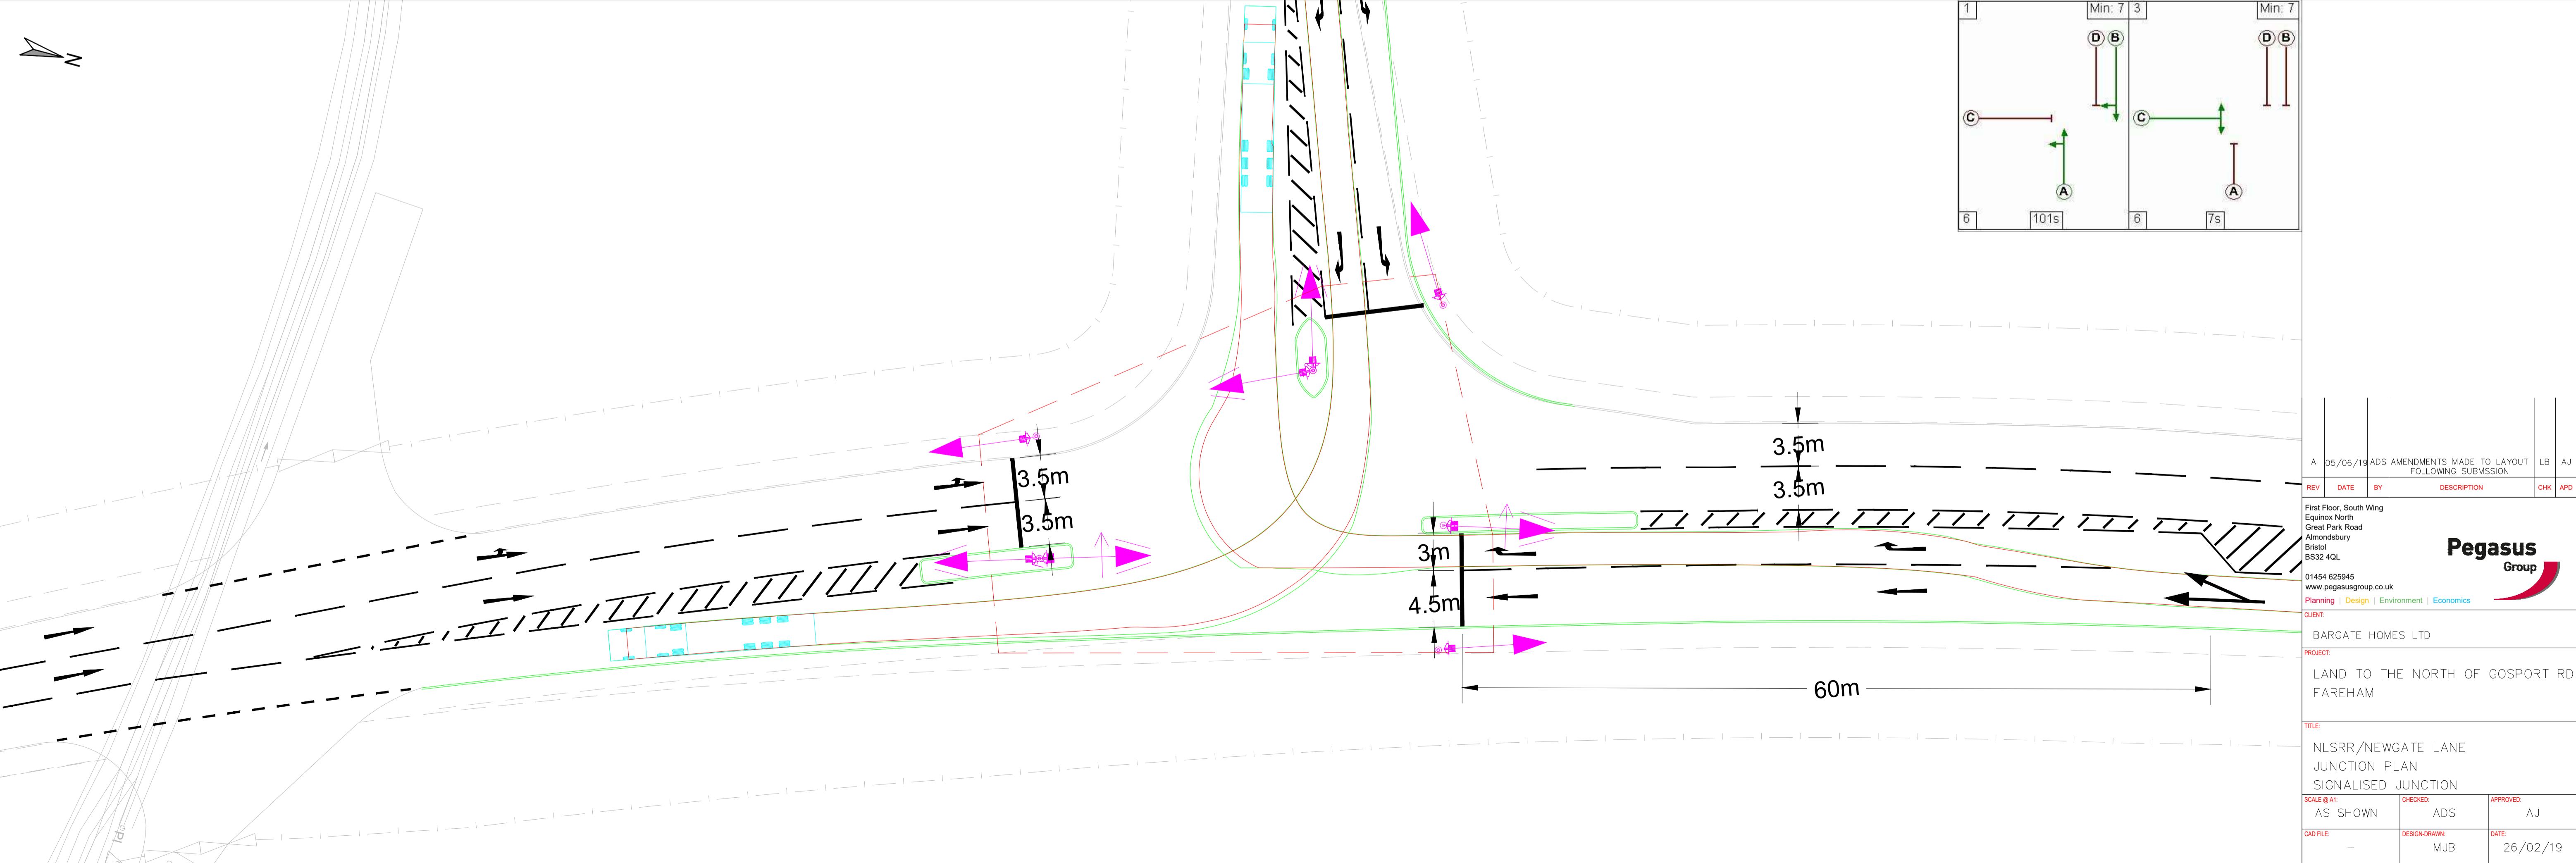 N
1
Min: 7
3
Min: 7
D
B
D
B
C
C
A
A
6
101s
6
7s
3.5m
3.5m
3.5m
3.5m
3m
4.5m
60m
A 05/06/19 ADS AMENDMENTS MADE TO LAYOUT LB AJ
FOLLOWING SUBMSSION
REV DATE BY DESCRIPTION CHK APD
First Floor, South Wing
Equinox North
Great Park Road
Almondsbury
Bristol
BS32 4QL
01454 625945
www.pegasusgroup.co.uk
Pegasus
Group
Planning | Design | Environment | Economics
CLIENT:
BARGATE HOMES LTD
PROJECT:
LAND TO THE NORTH OF GOSPORT RD
FAREHAM
TITLE:
NLSRR/NEWGATE LANE
JUNCTION PLAN
SIGNALISED JUNCTION
SCALE @ A1: CHECKED: APPROVED:
AS SHOWN ADS AJ
CAD FILE: DESIGN-DRAWN: DATE:
- MJB 26/02/19